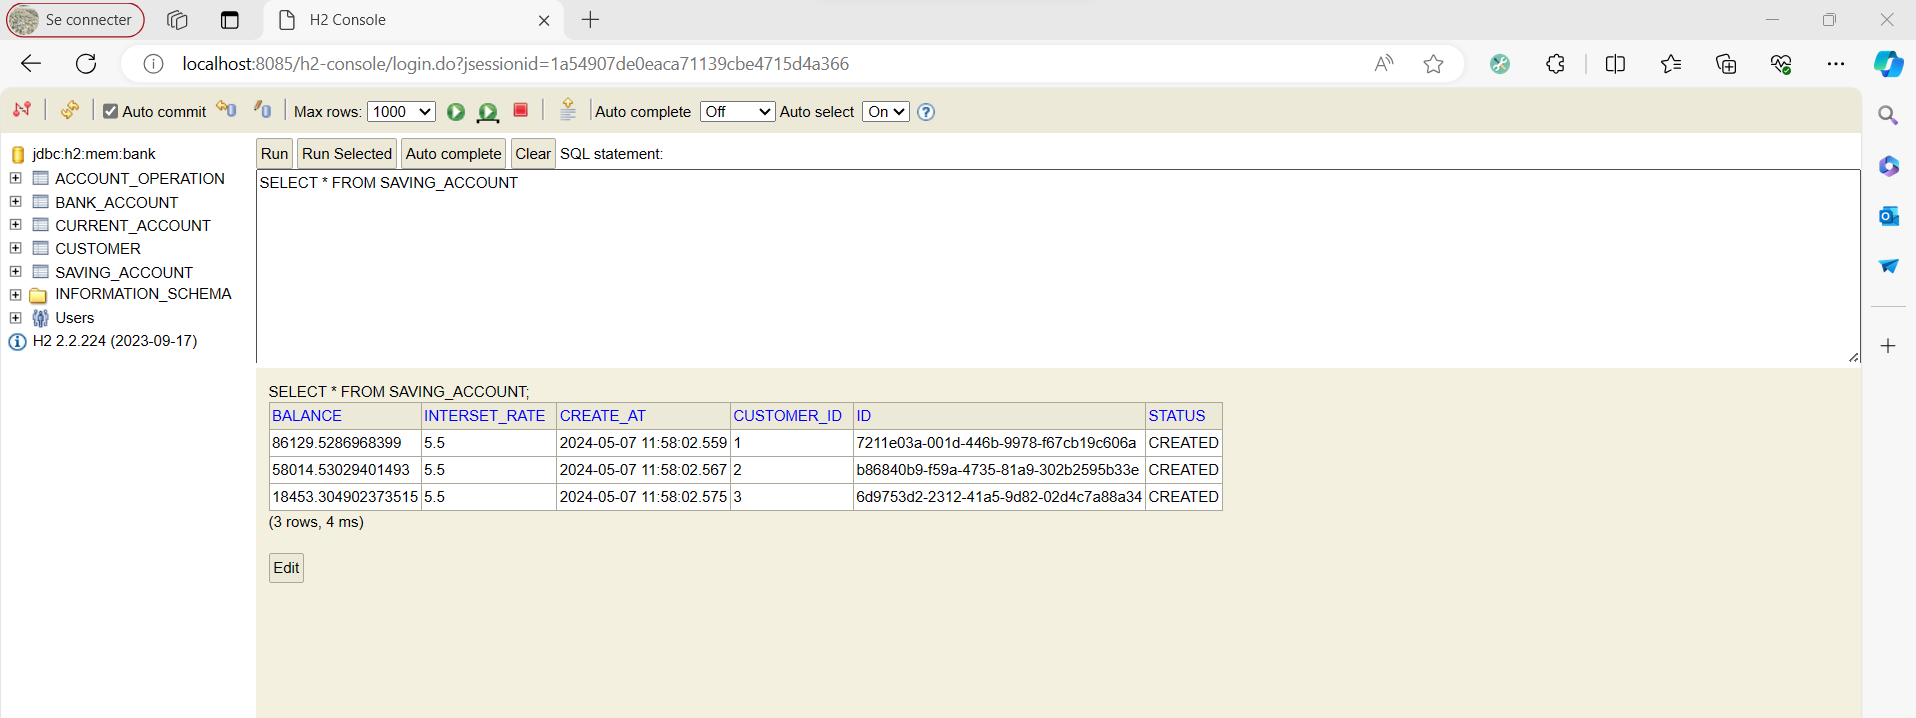 Se connecter
H2 Console
localhost:8085/h2-console/login.do?jsessionid=1a54907de0eaca71139cbe4715d4a366
Auto commit Max rows: 1000 Auto complete Off Auto select On
jdbc:h2:mem:bank
ACCOUNT_OPERATION
BANK_ACCOUNT
CURRENT_ACCOUNT
CUSTOMER
SAVING_ACCOUNT
INFORMATION_SCHEMA
Users
H2 2.2.224 (2023-09-17)
Run Run Selected Auto complete Clear SQL statement:
SELECT * FROM SAVING_ACCOUNT
SELECT * FROM SAVING_ACCOUNT;
BALANCE INTERSET_RATE CREATE_AT CUSTOMER_ID ID STATUS
86129.5286968399 5.5 2024-05-07 11:58:02.559 1 7211e03a-001d-446b-9978-f67cb19c606a CREATED
58014.53029401493 5.5 2024-05-07 11:58:02.567 2 b86840b9-f59a-4735-81a9-302b2595b33e CREATED
18453.304902373515 5.5 2024-05-07 11:58:02.575 3 6d9753d2-2312-41a5-9d82-02d4c7a88a34 CREATED
(3 rows, 4 ms)
Edit